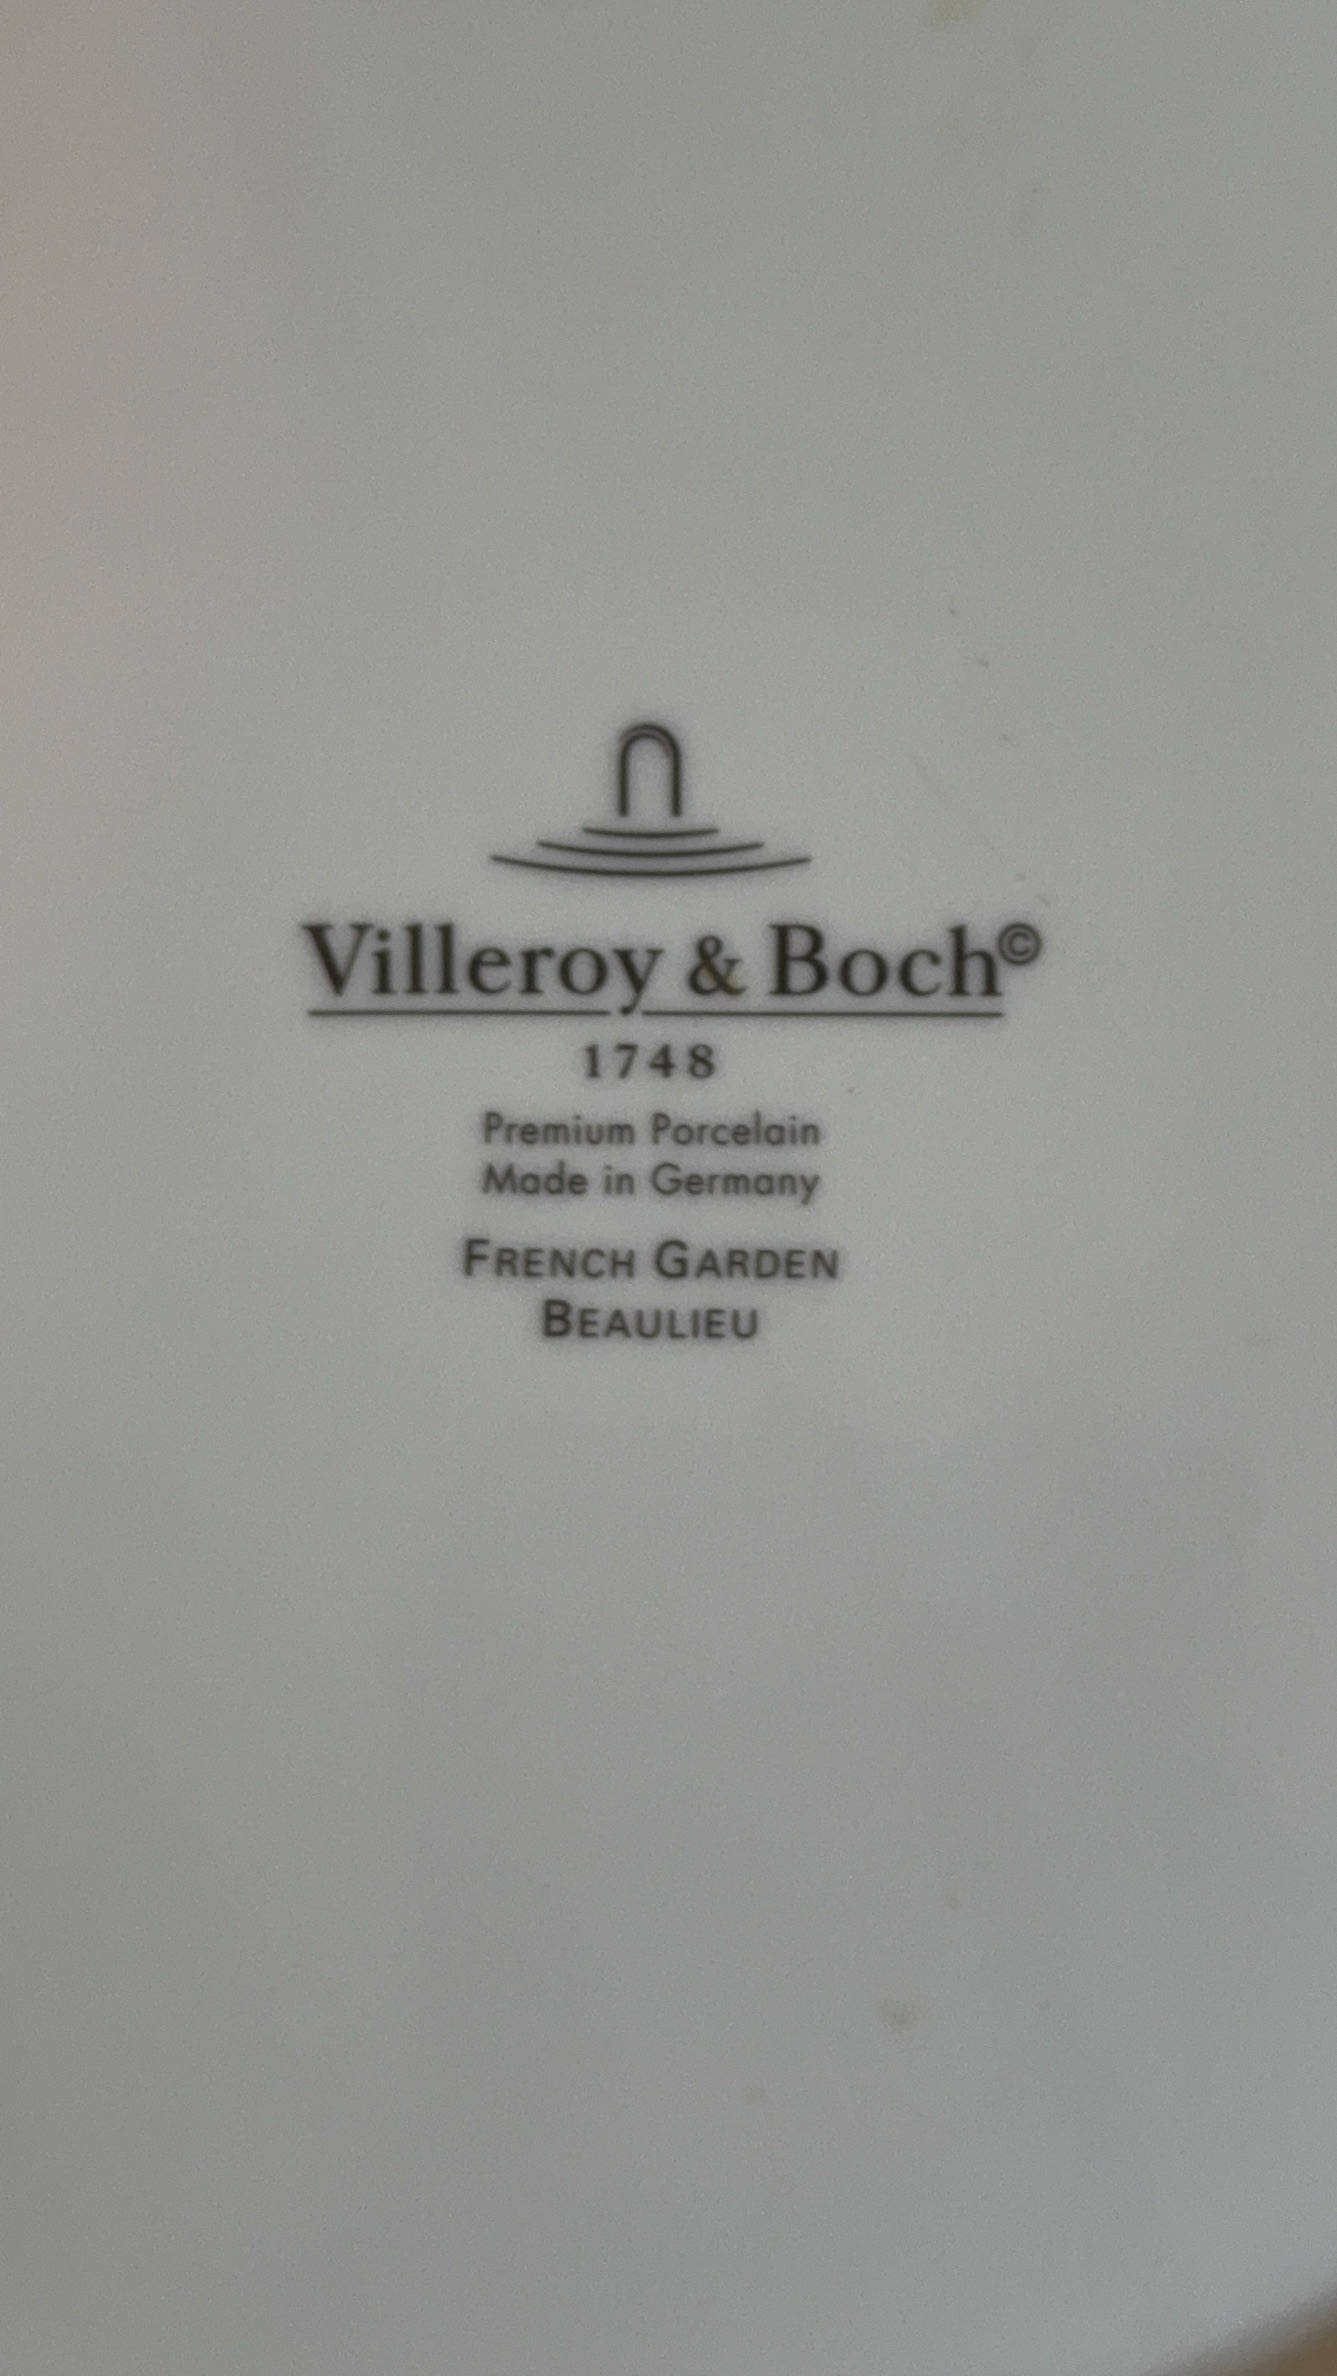 Villeroy & Boch©
1748
Premium Porcelain
Made in Germany
FRENCH GARDEN
BEAULIEU